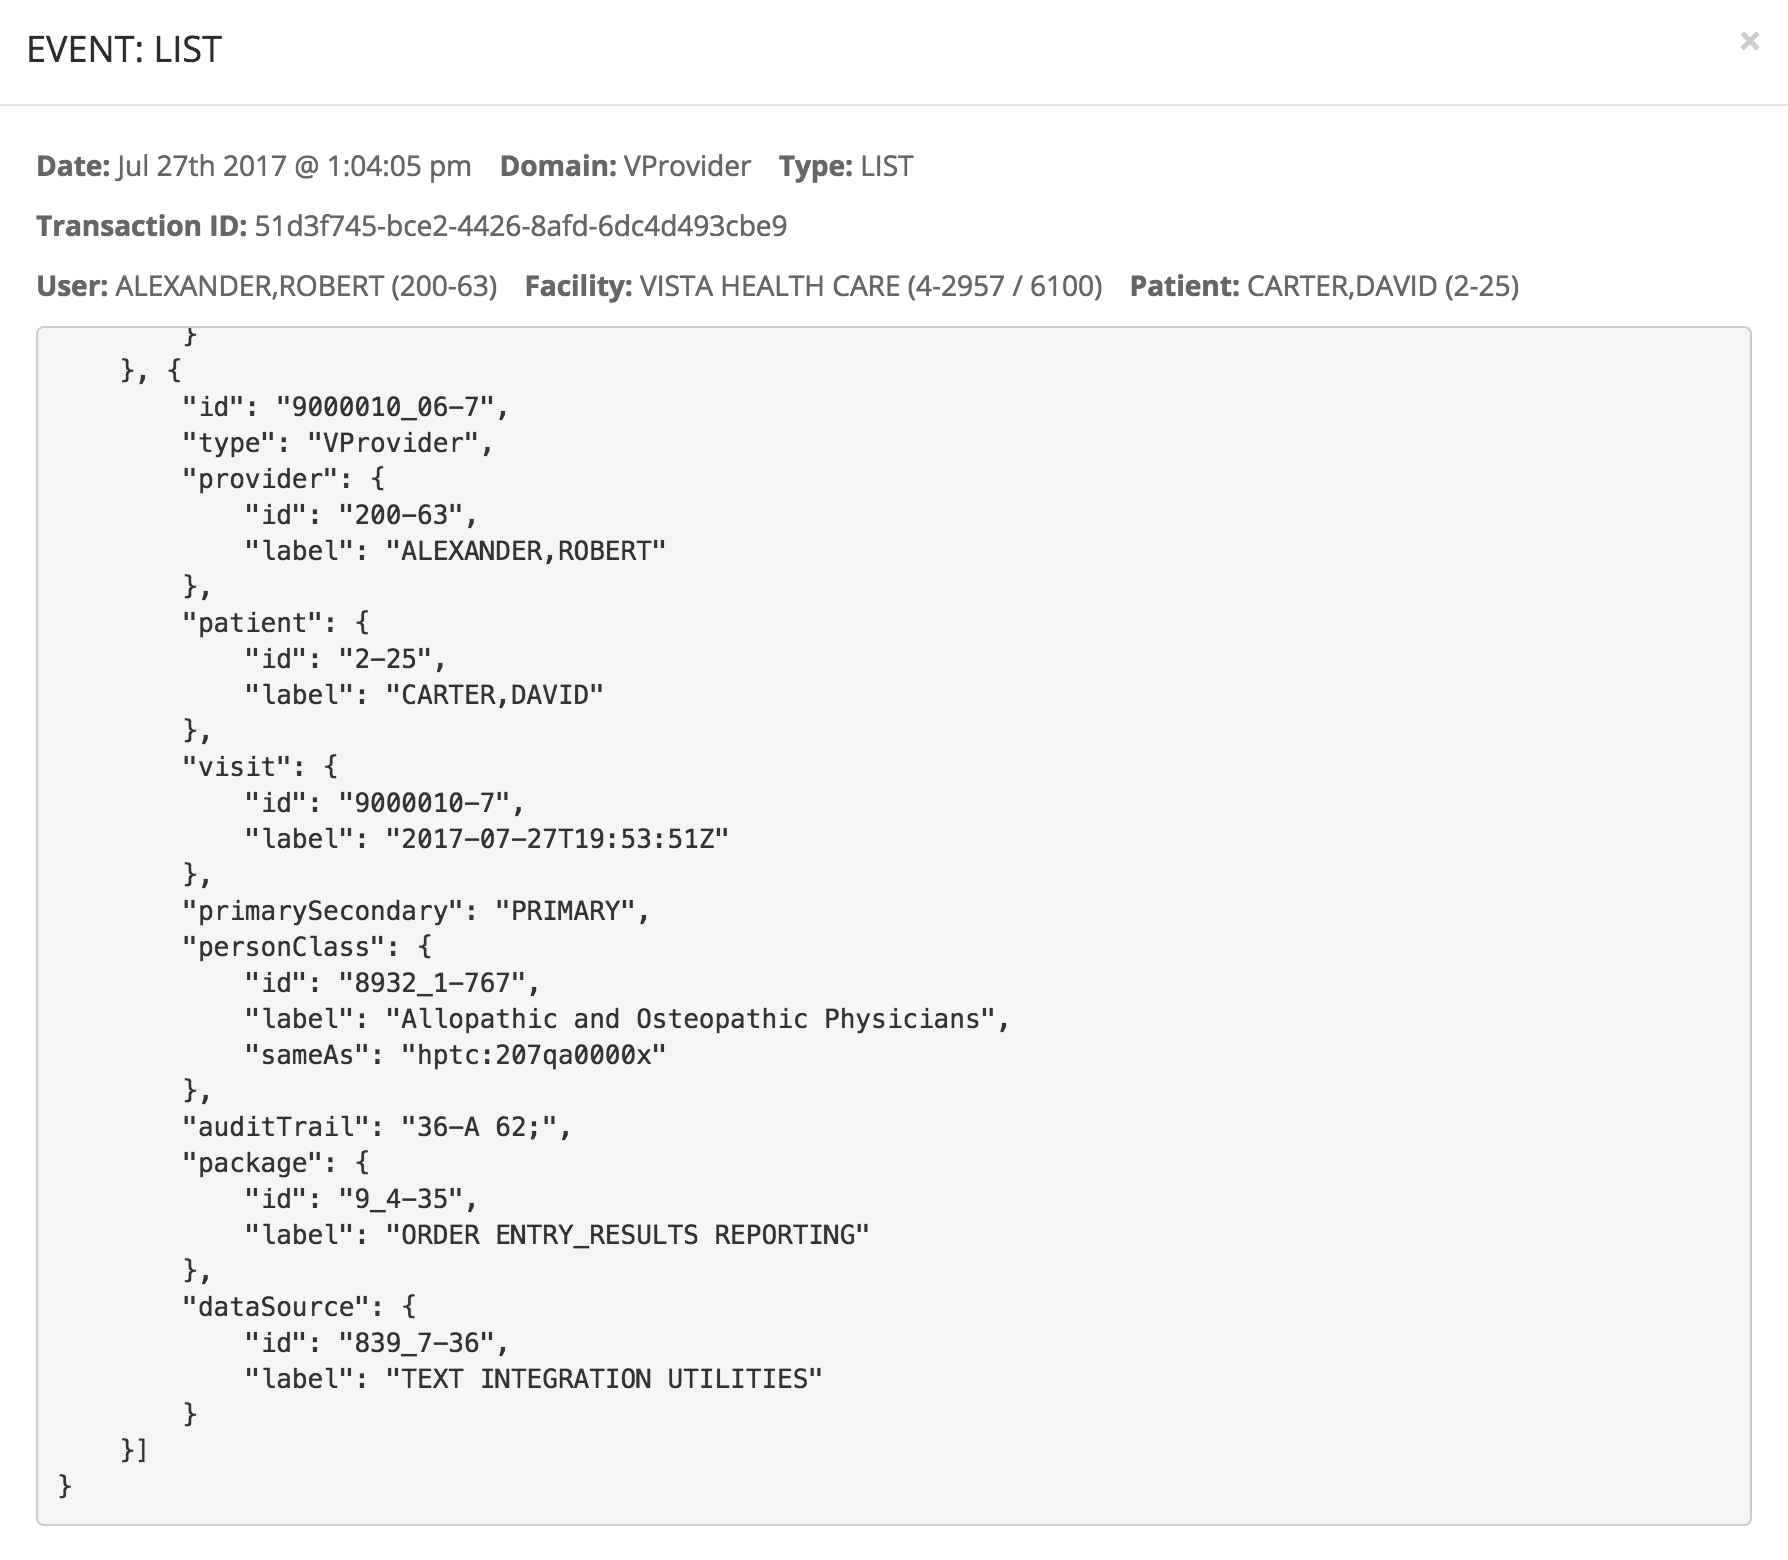 EVENT: LIST ×
Date: Jul 27th 2017 @ 1:04:05 pm Domain: VProvider Type: LIST
Transaction ID: 51d3f745-bce2-4426-8afd-6dc4d493cbe9
User: ALEXANDER,ROBERT (200-63) Facility: VISTA HEALTH CARE (4-2957 / 6100) Patient: CARTER,DAVID (2-25)
        }
    }, {
        "id": "9000010_06-7",
        "type": "VProvider",
        "provider": {
            "id": "200-63",
            "label": "ALEXANDER,ROBERT"
        },
        "patient": {
            "id": "2-25",
            "label": "CARTER,DAVID"
        },
        "visit": {
            "id": "9000010-7",
            "label": "2017-07-27T19:53:51Z"
        },
        "primarySecondary": "PRIMARY",
        "personClass": {
            "id": "8932_1-767",
            "label": "Allopathic and Osteopathic Physicians",
            "sameAs": "hptc:207qa0000x"
        },
        "auditTrail": "36-A 62;",
        "package": {
            "id": "9_4-35",
            "label": "ORDER ENTRY_RESULTS REPORTING"
        },
        "dataSource": {
            "id": "839_7-36",
            "label": "TEXT INTEGRATION UTILITIES"
        }
    }]
}